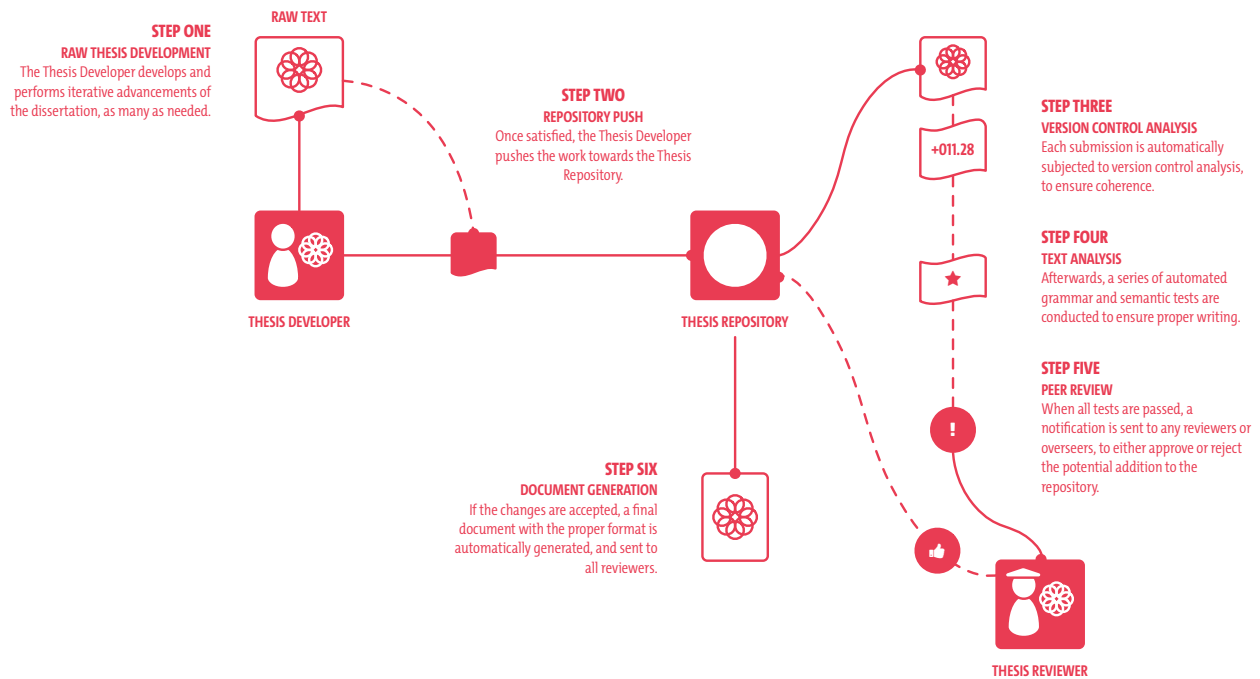 RAW TEXT
STEP ONE
RAW THESIS DEVELOPMENT
The Thesis Developer develops and
performs iterative advancements of
the dissertation, as many as needed.
STEP TWO
REPOSITORY PUSH
Once satisfied, the Thesis Developer
pushes the work towards the Thesis
Repository.
+011.28
STEP THREE
VERSION CONTROL ANALYSIS
Each submission is automatically
subjected to version control analysis,
to ensure coherence.
STEP FOUR
TEXT ANALYSIS
Afterwards, a series of automated
grammar and semantic tests are
conducted to ensure proper writing.
THESIS DEVELOPER
THESIS REPOSITORY
STEP FIVE
PEER REVIEW
When all tests are passed, a
notification is sent to any reviewers or
overseers, to either approve or reject
the potential addition to the
repository.
!
STEP SIX
DOCUMENT GENERATION
If the changes are accepted, a final
document with the proper format is
automatically generated, and sent to
all reviewers.
THESIS REVIEWER